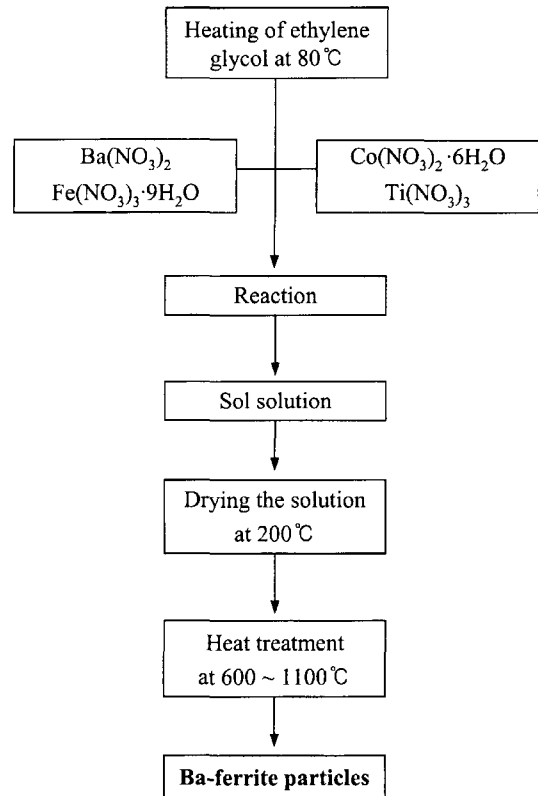 Heating of ethylene
glycol at 80℃
Ba(NO₃)₂
Fe(NO₃)₃·9H₂O
Co(NO₃)₂·6H₂O
Ti(NO₃)₃
Reaction
Sol solution
Drying the solution
at 200℃
Heat treatment
at 600 ~ 1100℃
Ba-ferrite particles